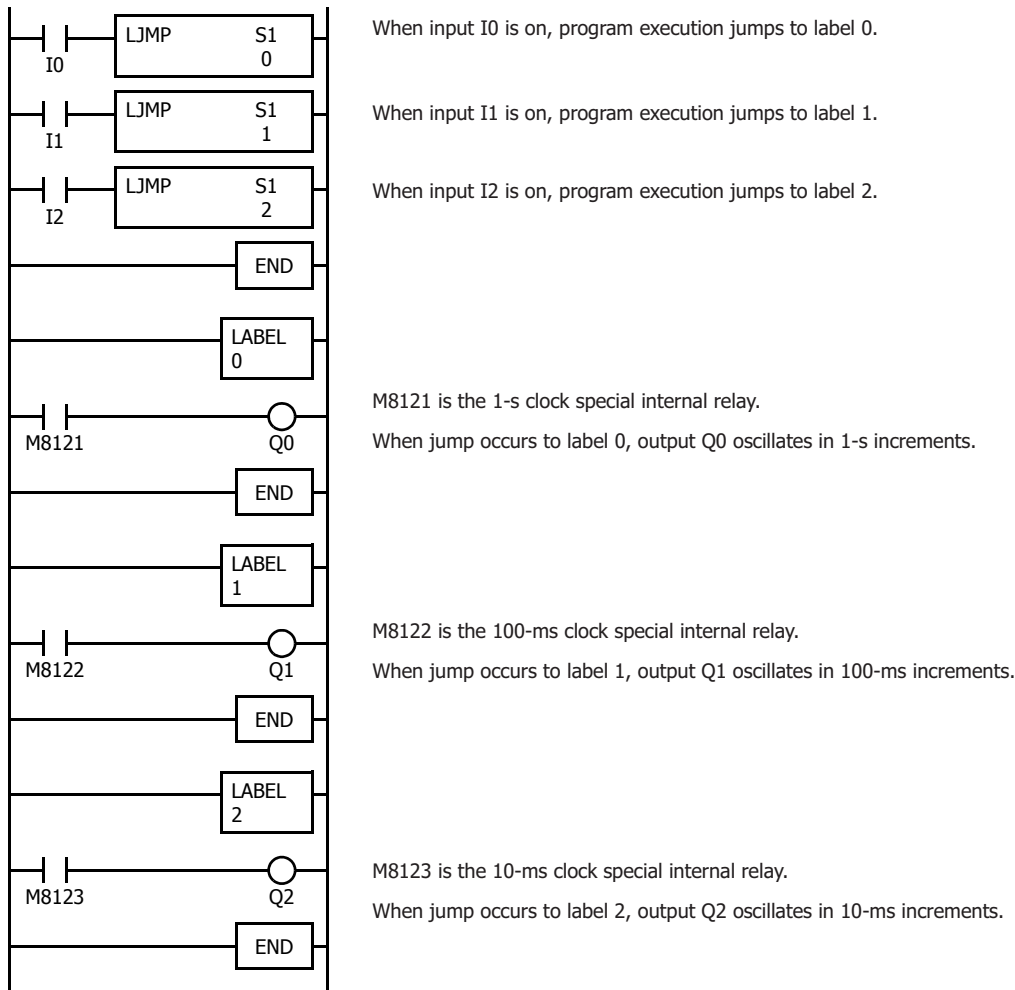 LJMP S1
0
I0
When input I0 is on, program execution jumps to label 0.
LJMP S1
1
I1
When input I1 is on, program execution jumps to label 1.
LJMP S1
2
I2
When input I2 is on, program execution jumps to label 2.
END
LABEL
0
M8121 is the 1-s clock special internal relay.
M8121 Q0
When jump occurs to label 0, output Q0 oscillates in 1-s increments.
END
LABEL
1
M8122 is the 100-ms clock special internal relay.
M8122 Q1
When jump occurs to label 1, output Q1 oscillates in 100-ms increments.
END
LABEL
2
M8123 is the 10-ms clock special internal relay.
M8123 Q2
When jump occurs to label 2, output Q2 oscillates in 10-ms increments.
END